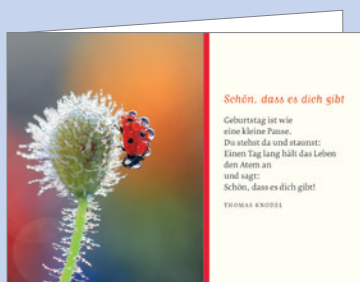 Schön, dass es dich gibt
Geburtstag ist wie
eine kleine Pause.
Du stehst da und staunst:
Einen Tag lang hält das Leben
den Atem an
und sagt:
Schön, dass es dich gibt!
THOMAS KNODEL